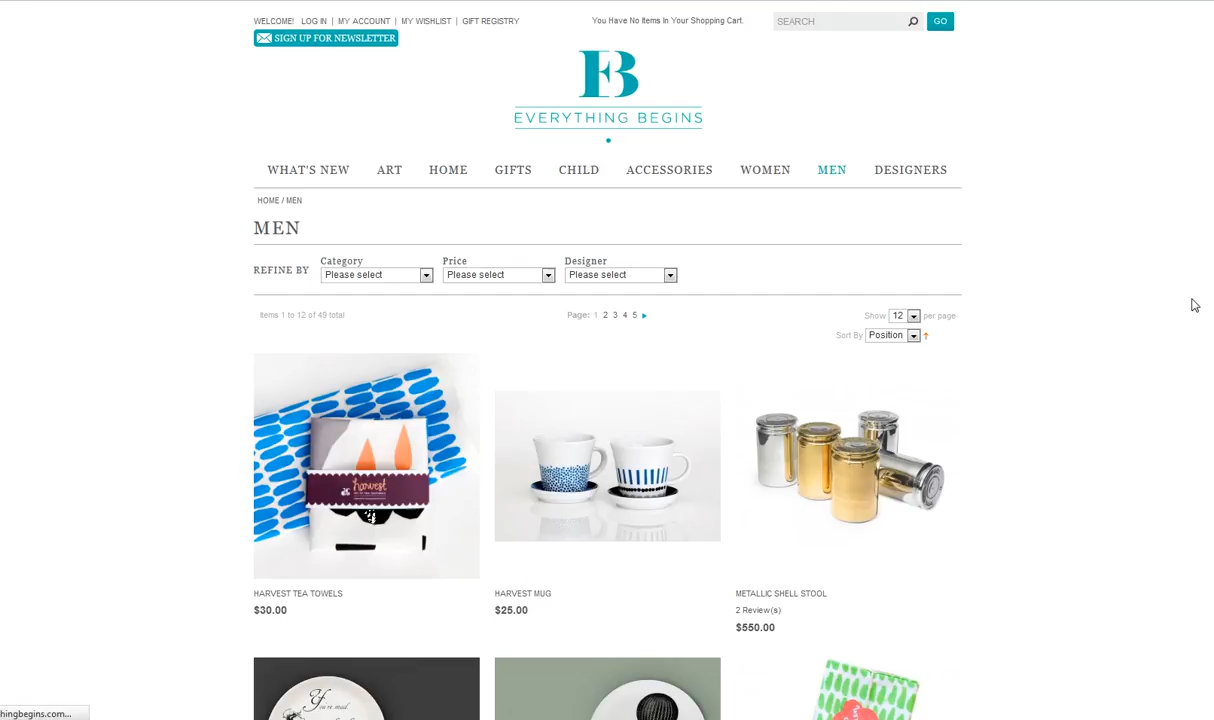 WELCOME! LOG IN | MY ACCOUNT | MY WISHLIST | GIFT REGISTRY
You Have No Items In Your Shopping Cart.
SEARCH
GO
SIGN UP FOR NEWSLETTER
EB
EVERYTHING BEGINS
WHAT'S NEW ART HOME GIFTS CHILD ACCESSORIES WOMEN MEN DESIGNERS
HOME / MEN
MEN
REFINE BY
Category Price Designer
Please select Please select Please select
Items 1 to 12 of 49 total
Page: 1 2 3 4 5
Show 12 per page
Sort By Position
harvest
HARVEST TEA TOWELS
$30.00
HARVEST MUG
$25.00
METALLIC SHELL STOOL
2 Review(s)
$550.00
You're mad
hingbegins.com...